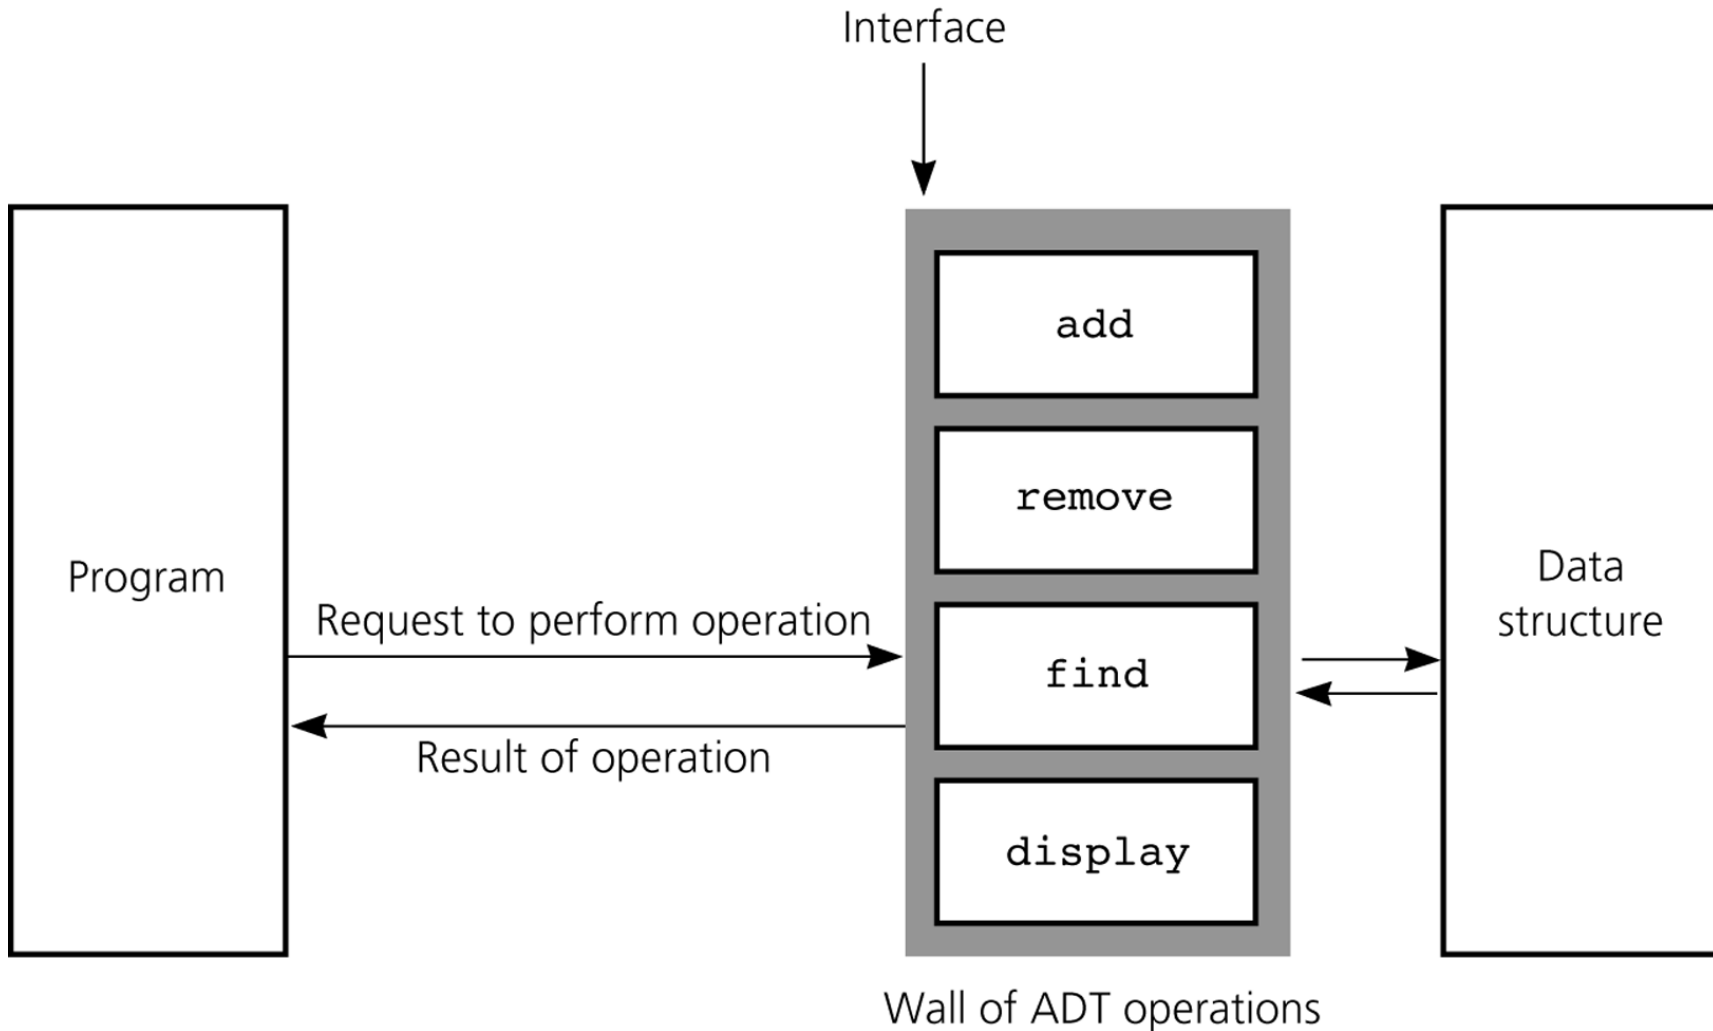 Interface
add
remove
Program
Data
structure
Request to perform operation
find
Result of operation
display
Wall of ADT operations